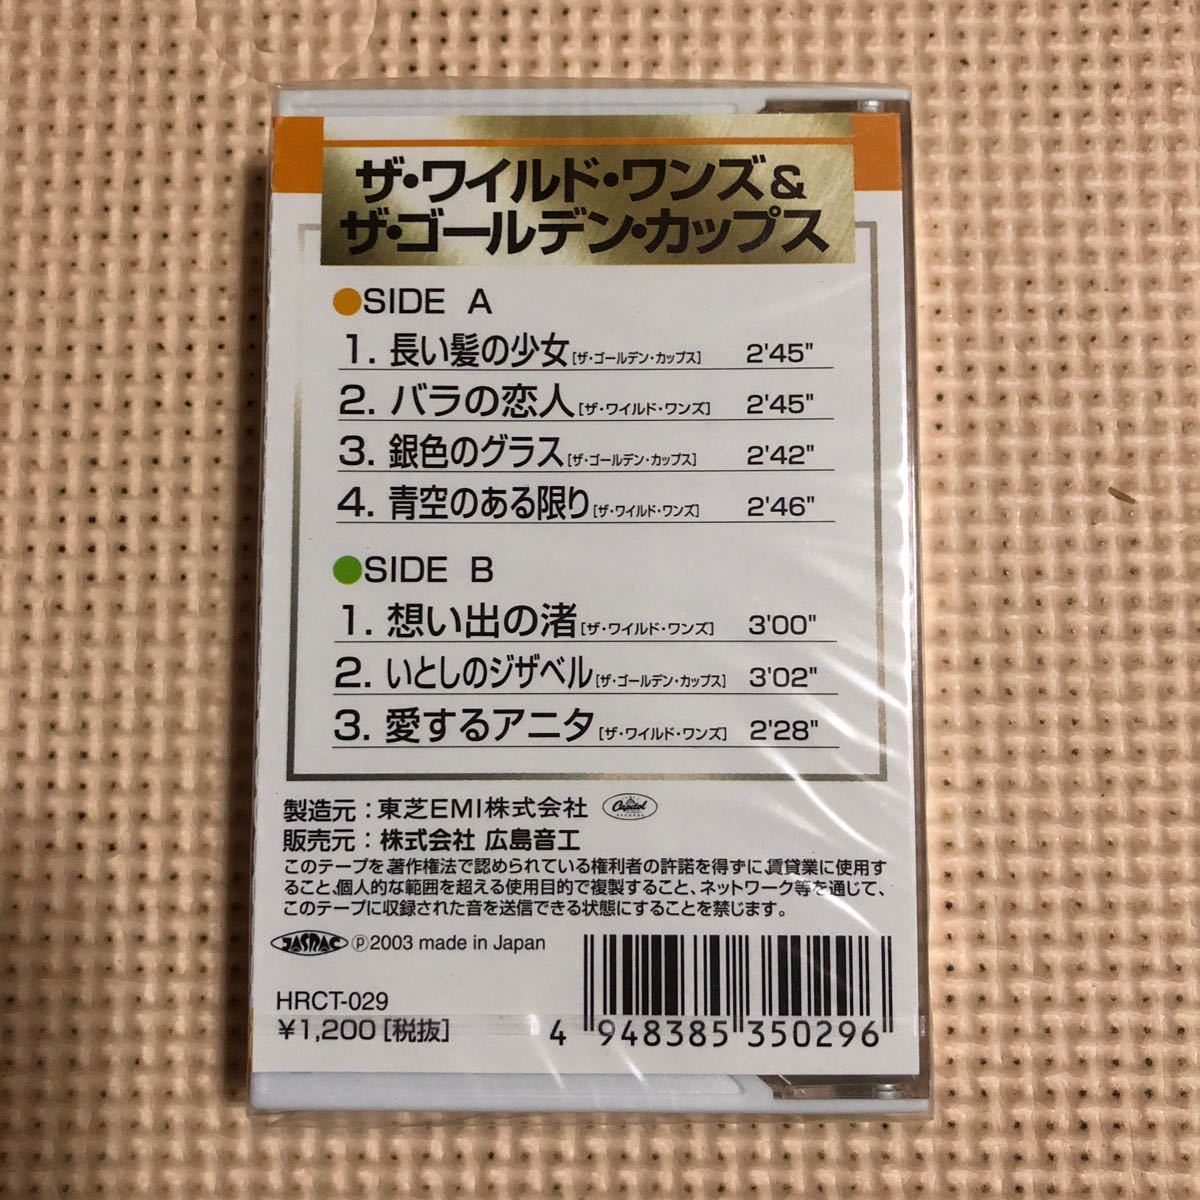 ザ・ワイルド・ワンズ&
ザ・ゴールデン・カップス
SIDE A
1. 長い髪の少女[ザ・ゴールデン・カップス] 2'45"
2. バラの恋人[ザ・ワイルド・ワンズ] 2'45"
3. 銀色のグラス[ザ・ゴールデン・カップス] 2'42"
4. 青空のある限り[ザ・ワイルド・ワンズ] 2'46"
SIDE B
1. 想い出の渚[ザ・ワイルド・ワンズ] 3'00"
2. いとしのジザベル[ザ・ゴールデン・カップス] 3'02"
3. 愛するアニタ[ザ・ワイルド・ワンズ] 2'28"
製造元:東芝EMI株式会社 Capitol RECORDS
販売元:株式会社 広島音工
このテープを、著作権法で認められている権利者の許諾を得ずに、賃貸業に使用す
ること、個人的な範囲を超える使用目的で複製すること、ネットワーク等を通じて、
このテープに収録された音を送信できる状態にすることを禁じます。
JASRAC ℗2003 made in Japan
HRCT-029
¥1,200[税抜]
4 948385 350296